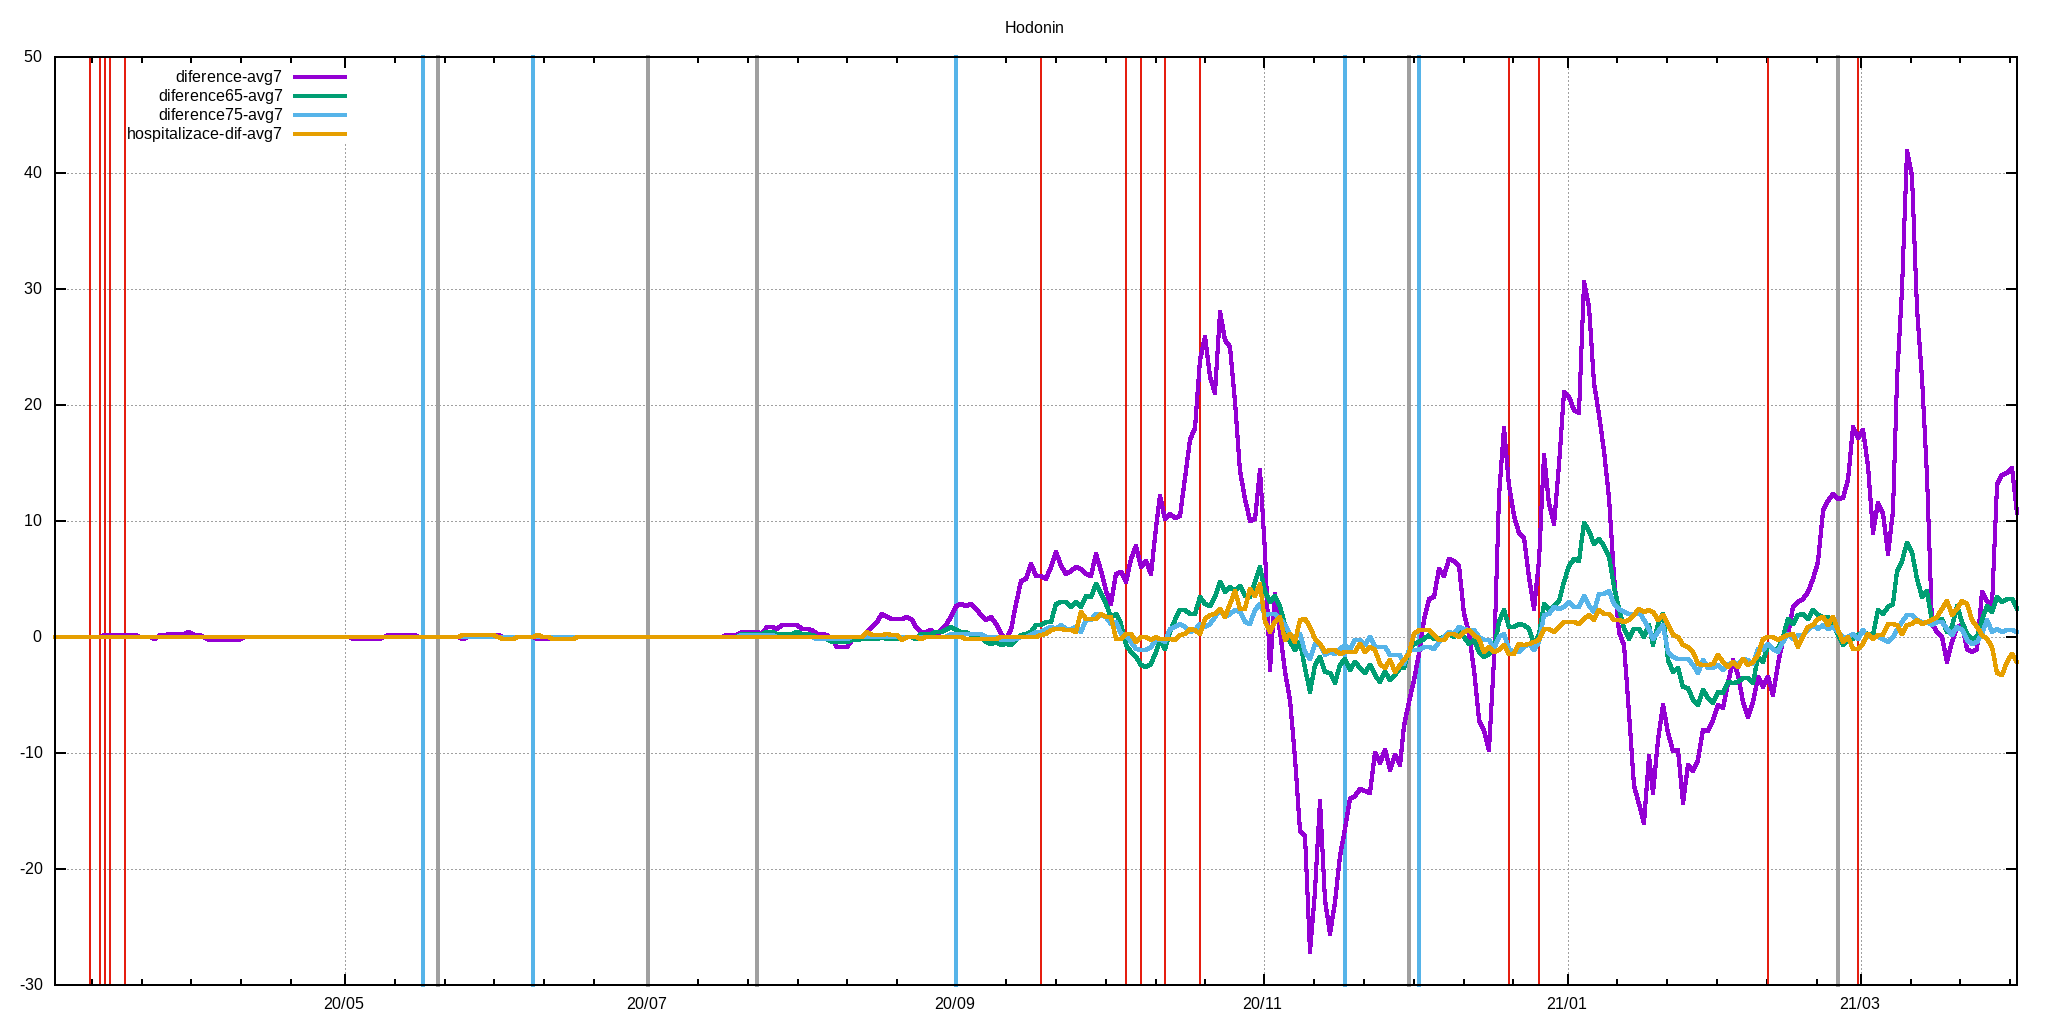 Hodonin
diference-avg7
diference65-avg7
diference75-avg7
hospitalizace-dif-avg7
50
40
30
20
10
0
-10
-20
-30
20/05 20/07 20/09 20/11 21/01 21/03